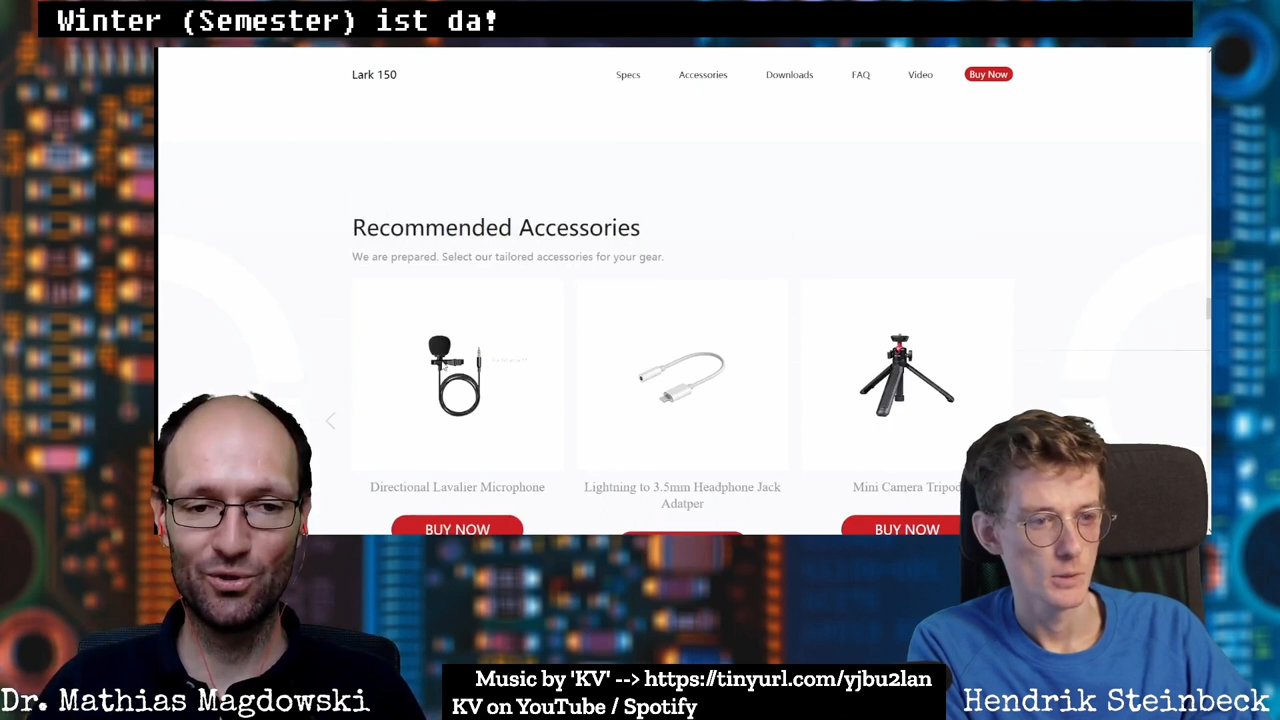 Winter (Semester) ist da!
Lark 150
Specs
Accessories
Downloads
FAQ
Video
Buy Now
Recommended Accessories
We are prepared. Select our tailored accessories for your gear.
Directional Lavalier Microphone
Lightning to 3.5mm Headphone Jack
Adatper
Mini Camera Tripod
BUY NOW
BUY NOW
Music by 'KV' --> https://tinyurl.com/yjbu2lan
KV on YouTube / Spotify
Dr. Mathias Magdowski
Hendrik Steinbeck